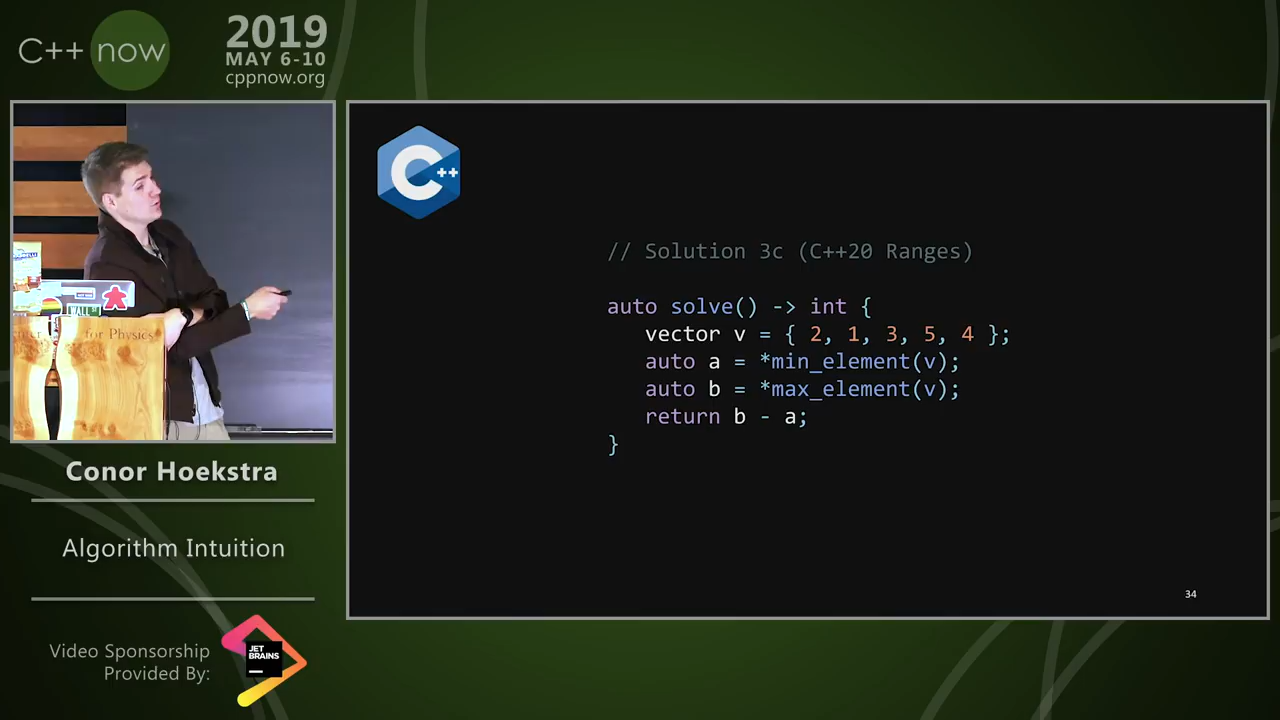 C++ now
2019
MAY 6-10
cppnow.org
for Physics
Conor Hoekstra
Algorithm Intuition
Video Sponsorship
Provided By:
JET
BRAINS
C++
// Solution 3c (C++20 Ranges)
auto solve() -> int {
vector v = { 2, 1, 3, 5, 4 };
auto a = *min_element(v);
auto b = *max_element(v);
return b - a;
}
34